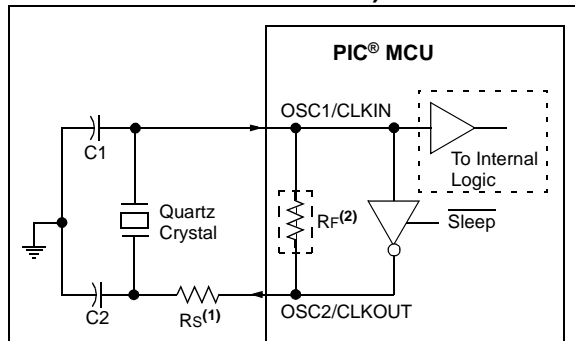 PIC® MCU
OSC1/CLKIN
C1
To Internal
Logic
Quartz
Crystal
RF(2)
Sleep
C2
RS(1)
OSC2/CLKOUT